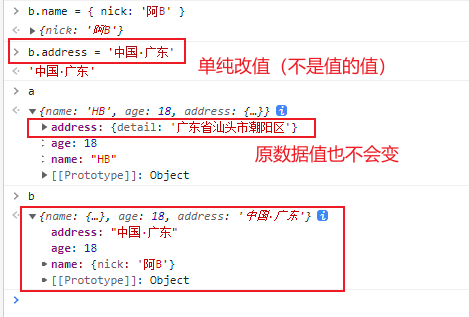 > b.name = { nick: '阿B' }
< ▶ {nick: '阿B'}
> b.address = '中国·广东'
< '中国·广东'
单纯改值（不是值的值）
> a
< ▼ {name: 'HB', age: 18, address: {…}} i
▶ address: {detail: '广东省汕头市潮阳区'}
age: 18
name: "HB"
▶ [[Prototype]]: Object
原数据值也不会变
> b
< ▼ {name: {…}, age: 18, address: '中国·广东'} i
address: "中国·广东"
age: 18
▶ name: {nick: '阿B'}
▶ [[Prototype]]: Object
>